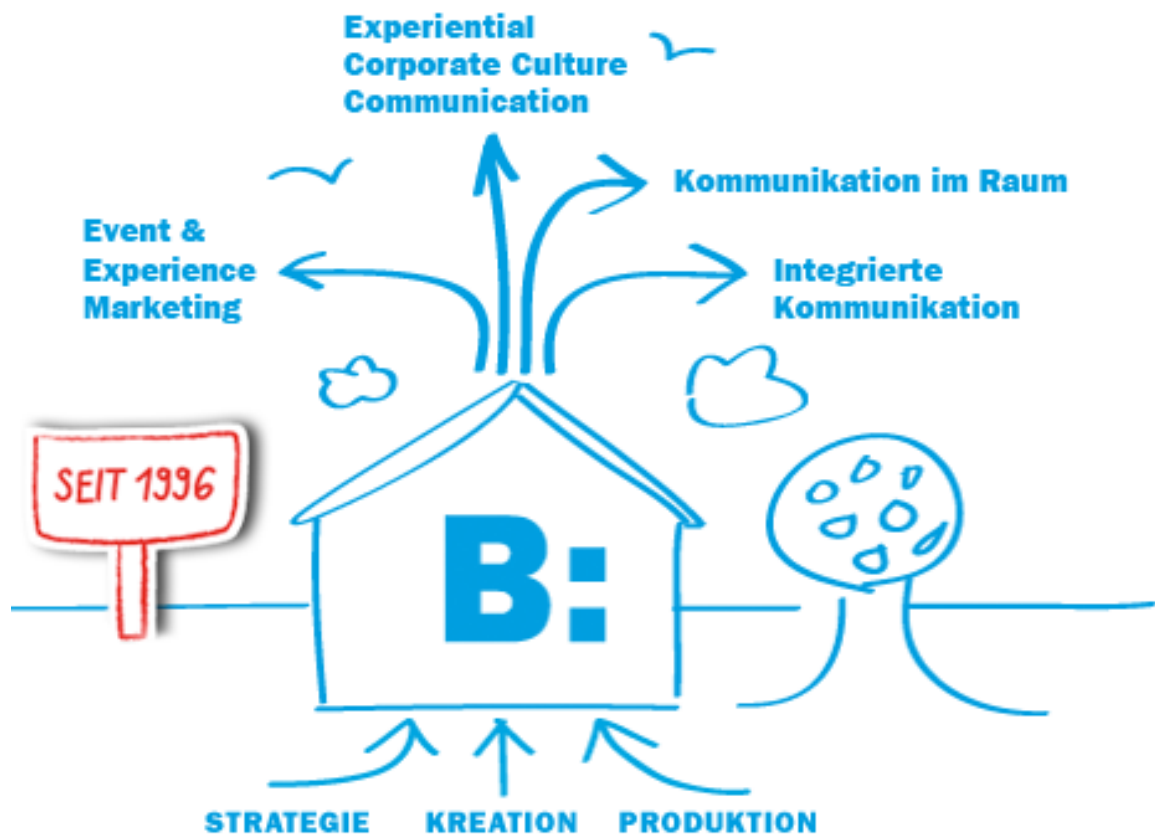 Experiential
Corporate Culture
Communication
Kommunikation im Raum
Event &
Experience
Marketing
Integrierte
Kommunikation
SEIT 1996
B:
STRATEGIE KREATION PRODUKTION